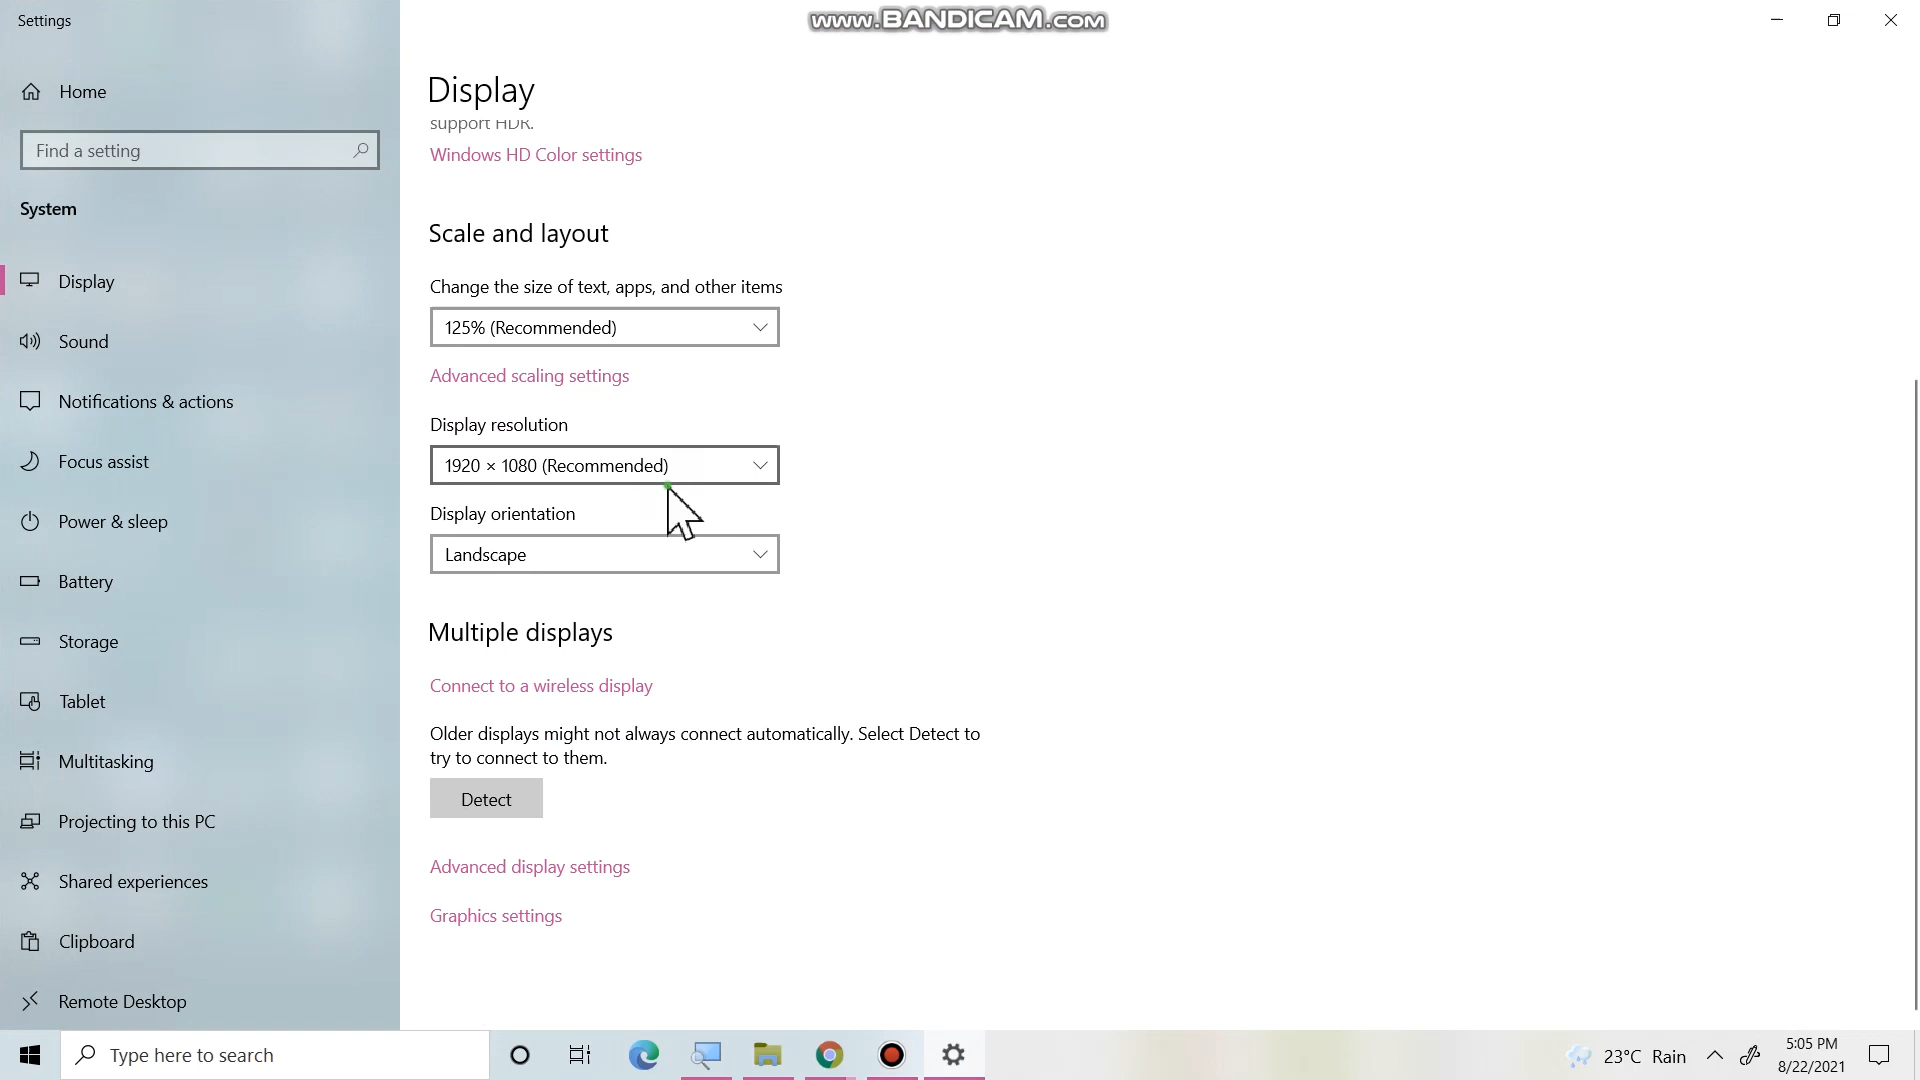 Settings
www.BANDICAM.com
Home
Find a setting
System
Display
Sound
Notifications & actions
Focus assist
Power & sleep
Battery
Storage
Tablet
Multitasking
Projecting to this PC
Shared experiences
Clipboard
Remote Desktop
Display
support HDR.
Windows HD Color settings
Scale and layout
Change the size of text, apps, and other items
125% (Recommended)
Advanced scaling settings
Display resolution
1920 × 1080 (Recommended)
Display orientation
Landscape
Multiple displays
Connect to a wireless display
Older displays might not always connect automatically. Select Detect to
try to connect to them.
Detect
Advanced display settings
Graphics settings
Type here to search
23°C Rain
5:05 PM
8/22/2021